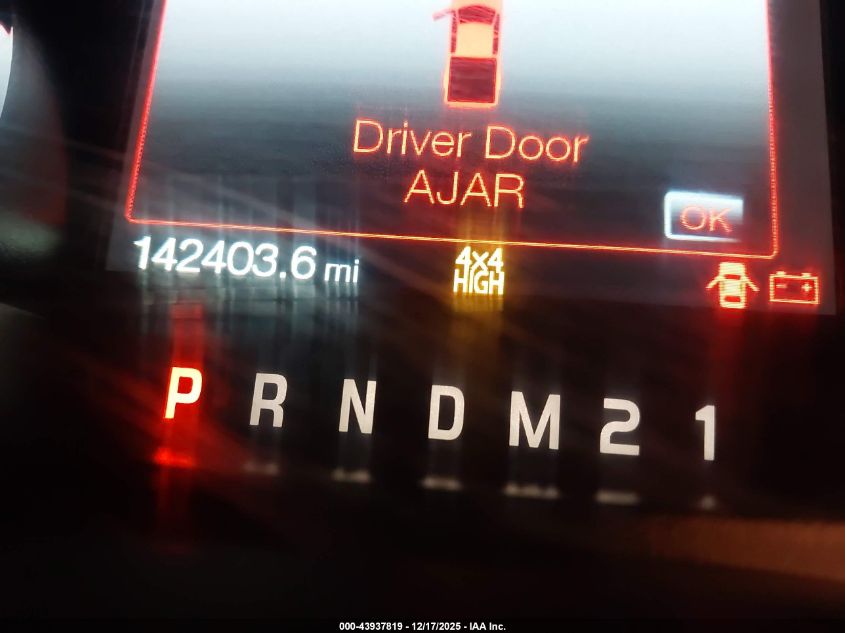 Driver Door
AJAR
OK
142403.6 mi
4x4
HIGH
P R N D M 2 1
000-43937819 - 12/17/2025 - IAA Inc.